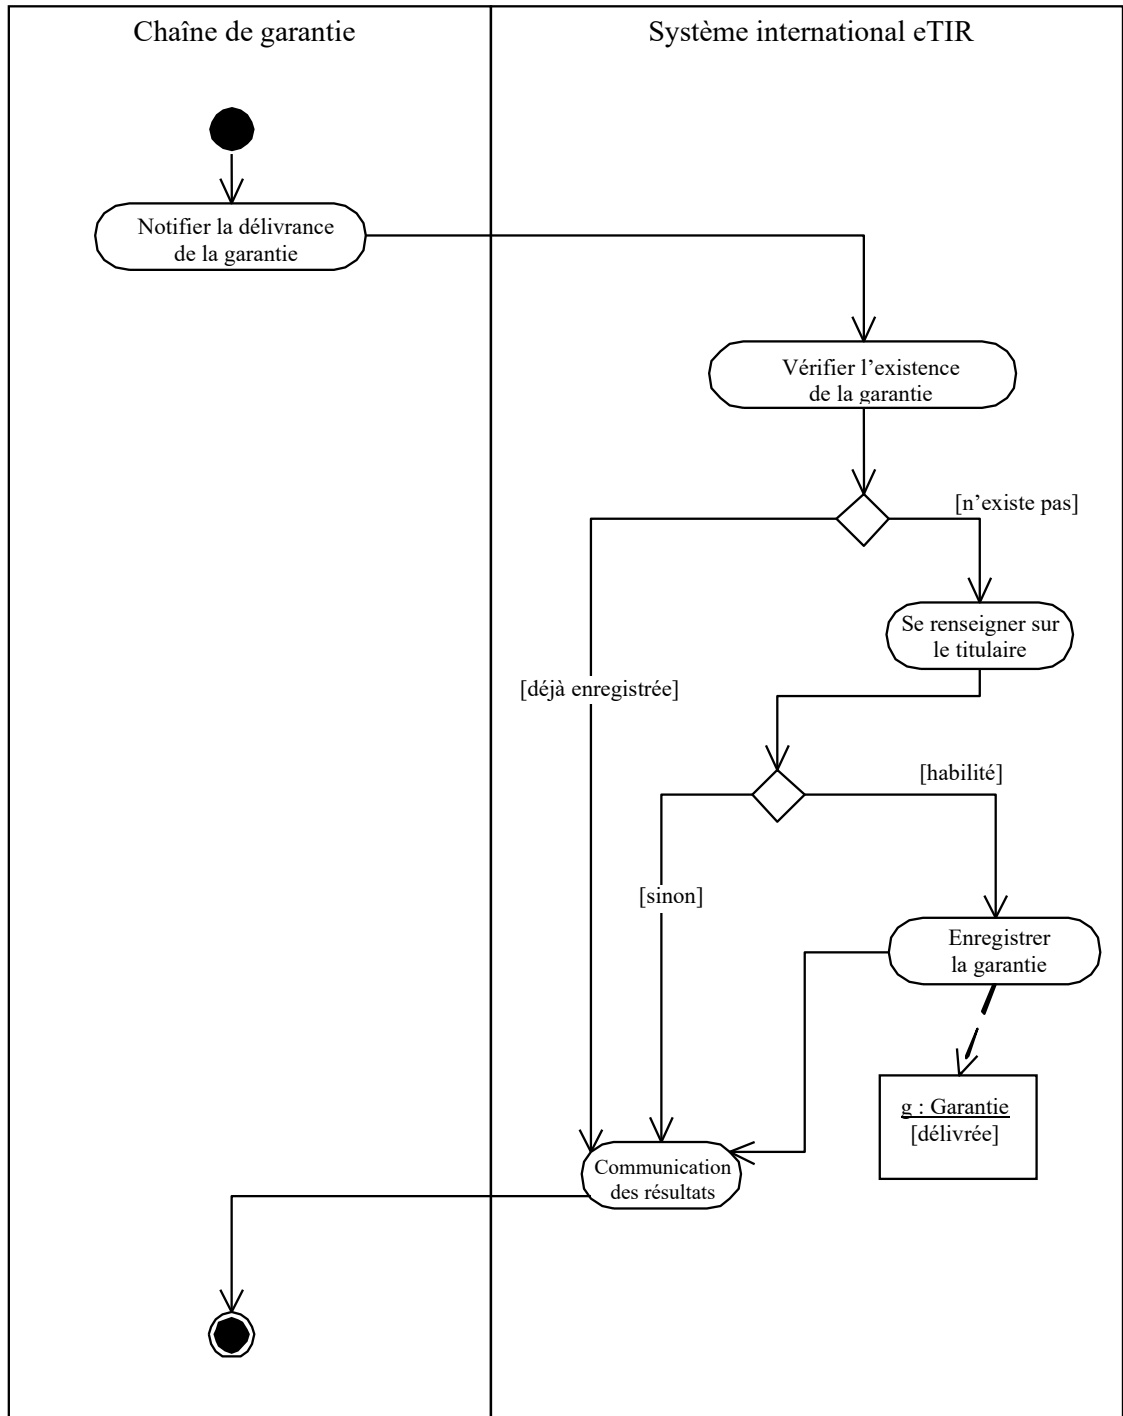 Chaîne de garantie
Système international eTIR
Notifier la délivrance
de la garantie
Vérifier l’existence
de la garantie
[n’existe pas]
Se renseigner sur
le titulaire
[déjà enregistrée]
[habilité]
[sinon]
Enregistrer
la garantie
g : Garantie
[délivrée]
Communication
des résultats